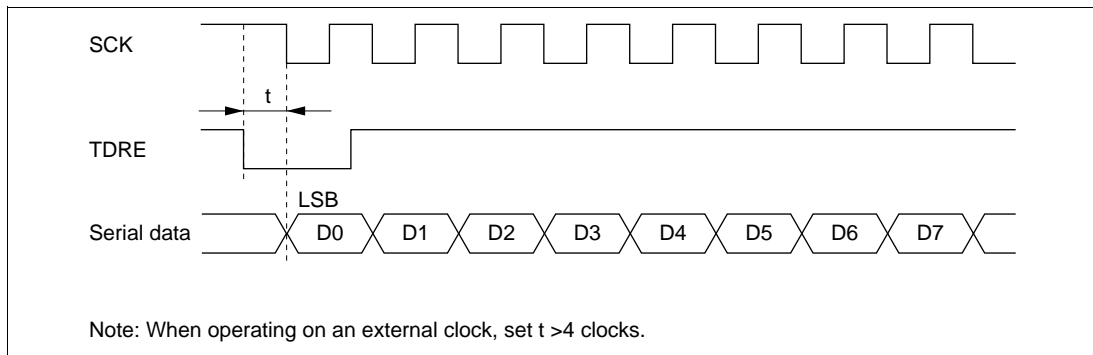 SCK
t
TDRE
LSB
Serial data D0 D1 D2 D3 D4 D5 D6 D7
Note: When operating on an external clock, set t >4 clocks.